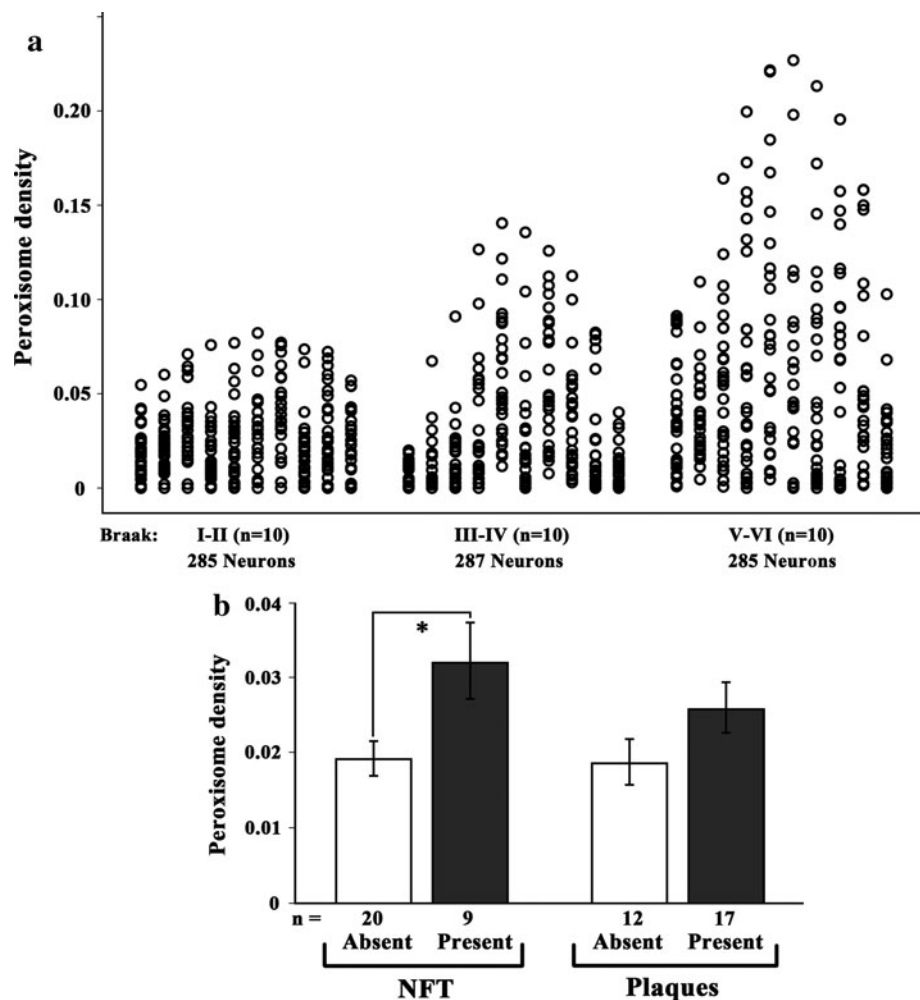 a
Peroxisome density
0.20
0.15
0.10
0.05
0
Braak: I-II (n=10) III-IV (n=10) V-VI (n=10)
285 Neurons 287 Neurons 285 Neurons
b
Peroxisome density
0.04
0.03
0.02
0.01
0
*
n = 20 9 12 17
Absent Present Absent Present
NFT Plaques